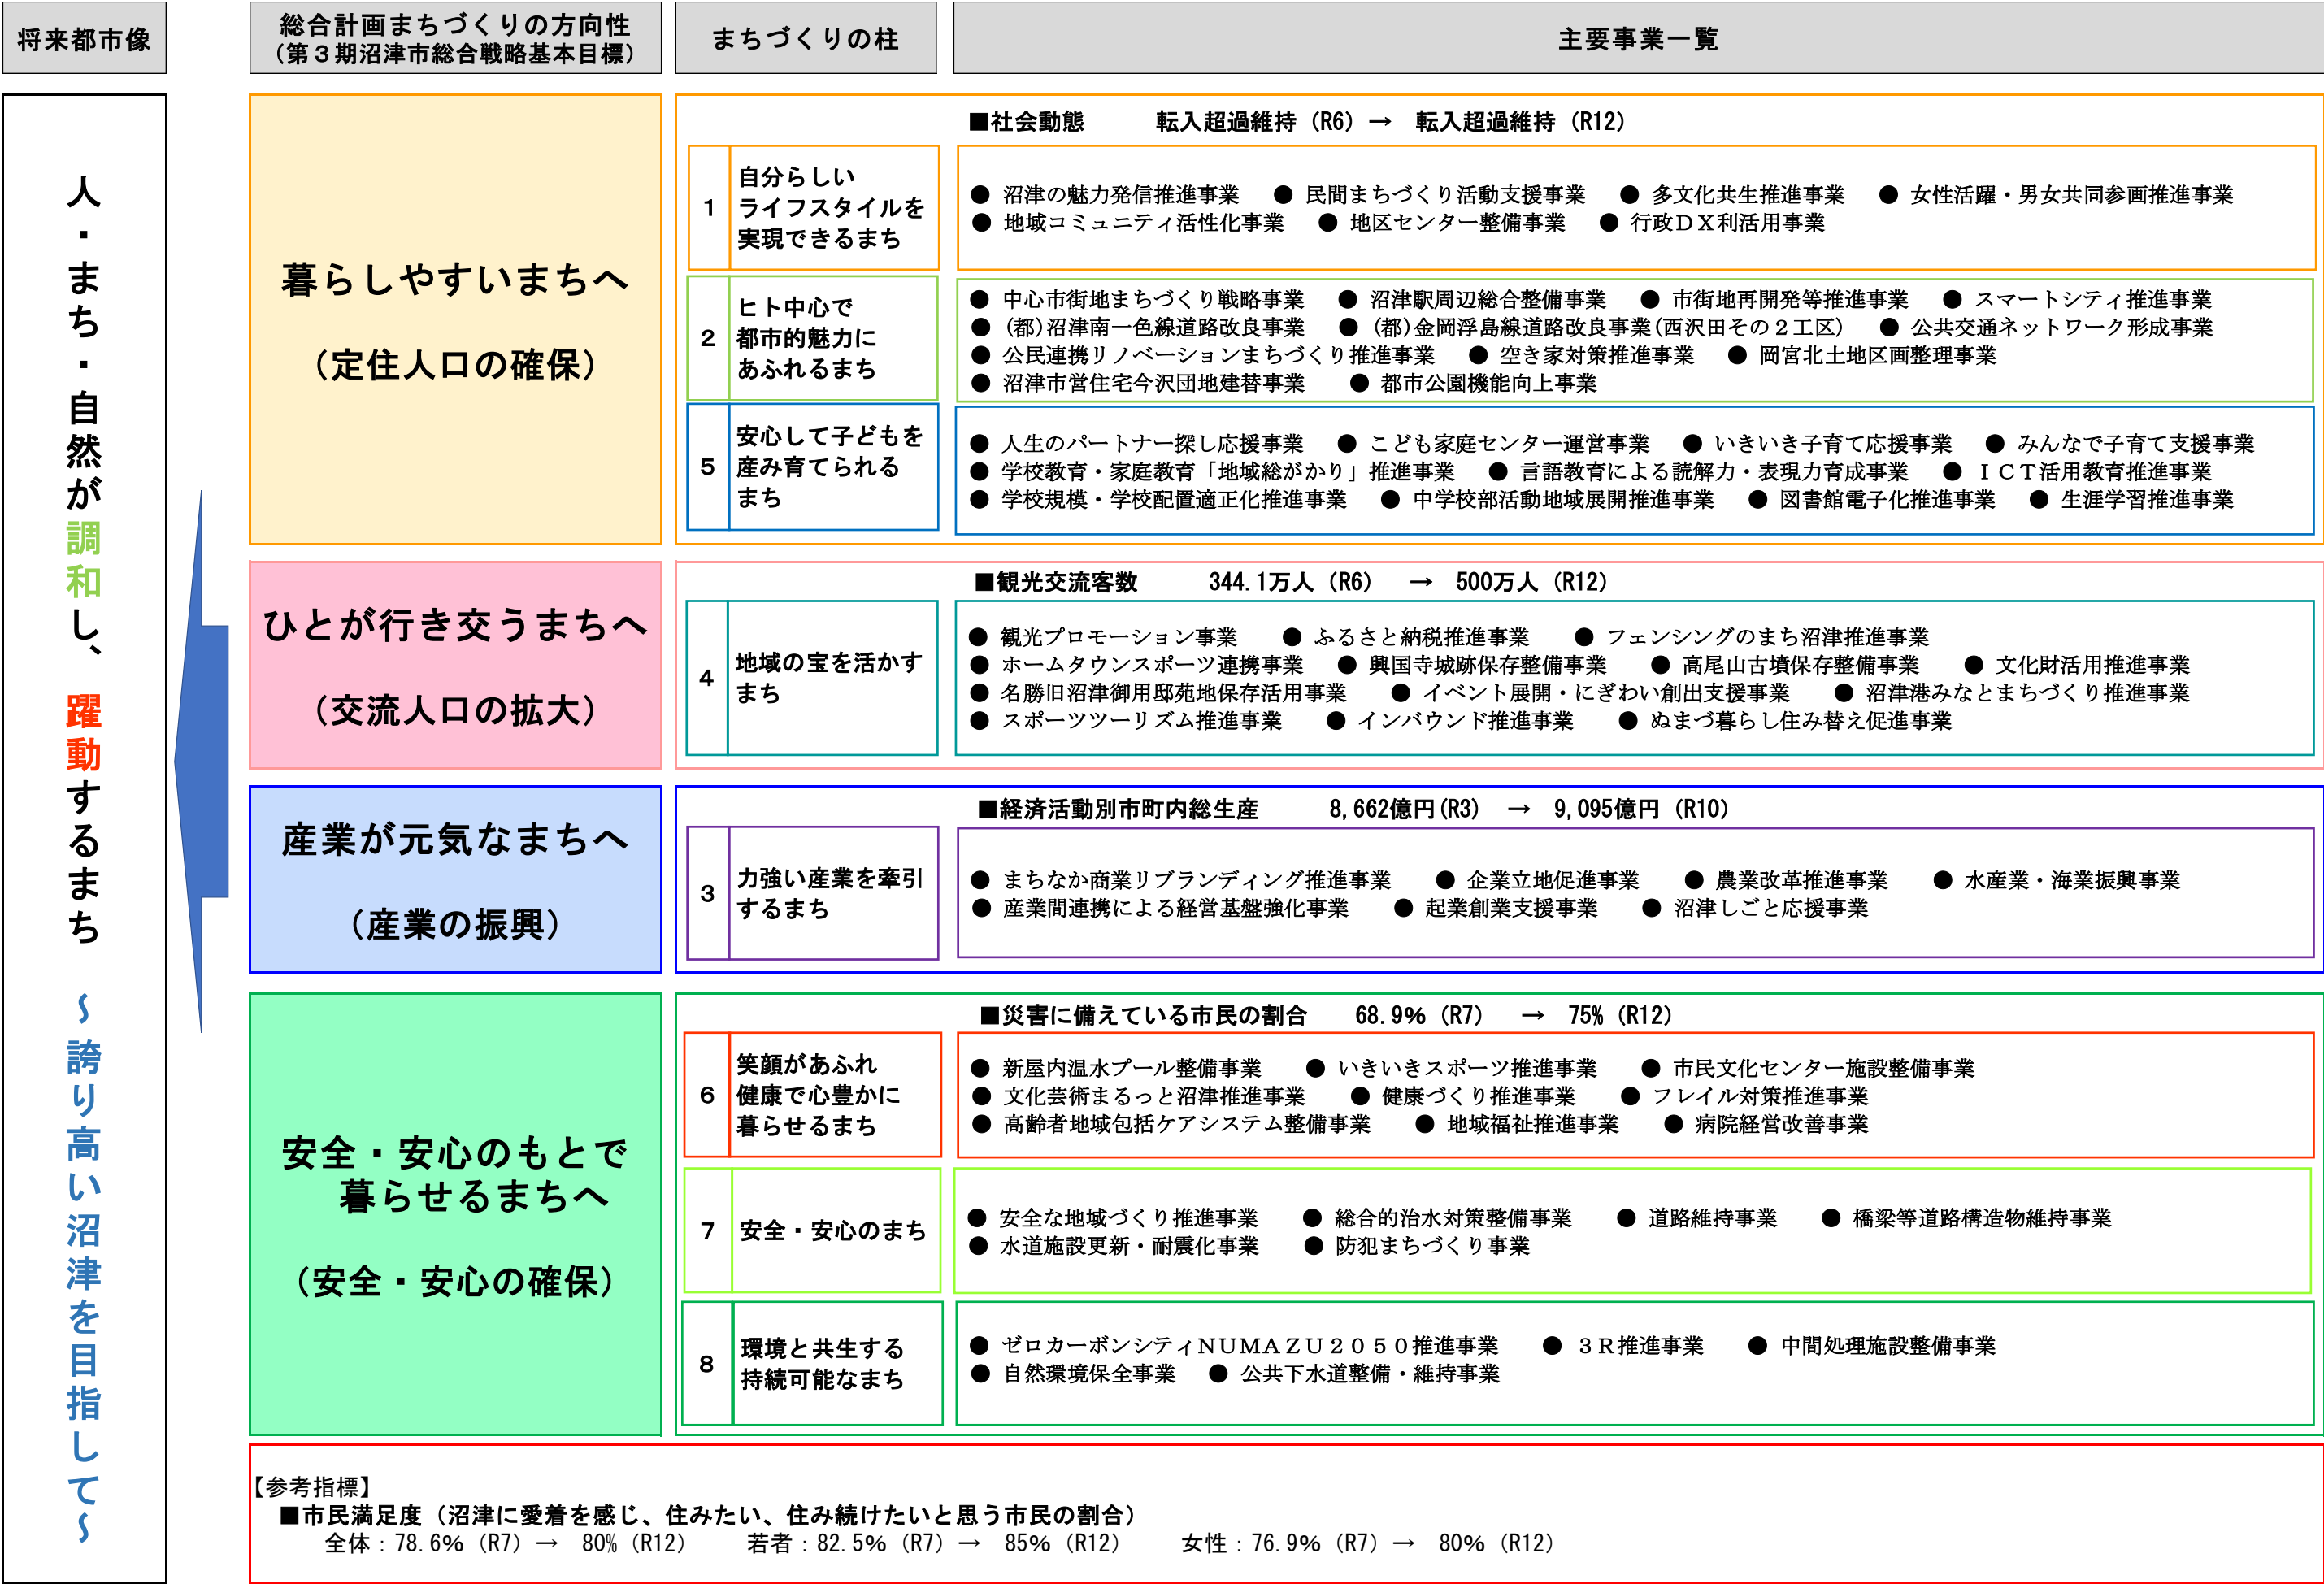 将来都市像
総合計画まちづくりの方向性
（第３期沼津市総合戦略基本目標）
まちづくりの柱
主要事業一覧
人・まち・自然が調和し、躍動するまち　～誇り高い沼津を目指して～
暮らしやすいまちへ
（定住人口の確保）
■社会動態　　　転入超過維持（R6）→　転入超過維持（R12）
1
自分らしい
ライフスタイルを
実現できるまち
● 沼津の魅力発信推進事業　● 民間まちづくり活動支援事業　● 多文化共生推進事業　● 女性活躍・男女共同参画推進事業
● 地域コミュニティ活性化事業　● 地区センター整備事業　● 行政ＤＸ利活用事業
2
ヒト中心で
都市的魅力に
あふれるまち
● 中心市街地まちづくり戦略事業　● 沼津駅周辺総合整備事業　● 市街地再開発等推進事業　● スマートシティ推進事業
● (都)沼津南一色線道路改良事業　● (都)金岡浮島線道路改良事業(西沢田その２工区)　● 公共交通ネットワーク形成事業
● 公民連携リノベーションまちづくり推進事業　● 空き家対策推進事業　● 岡宮北土地区画整理事業
● 沼津市営住宅今沢団地建替事業　● 都市公園機能向上事業
5
安心して子どもを
産み育てられる
まち
● 人生のパートナー探し応援事業　● こども家庭センター運営事業　● いきいき子育て応援事業　● みんなで子育て支援事業
● 学校教育・家庭教育「地域総がかり」推進事業　● 言語教育による読解力・表現力育成事業　● ＩＣＴ活用教育推進事業
● 学校規模・学校配置適正化推進事業　● 中学校部活動地域展開推進事業　● 図書館電子化推進事業　● 生涯学習推進事業
ひとが行き交うまちへ
（交流人口の拡大）
■観光交流客数　　　344.1万人（R6）　→　500万人（R12）
4
地域の宝を活かす
まち
● 観光プロモーション事業　● ふるさと納税推進事業　● フェンシングのまち沼津推進事業
● ホームタウンスポーツ連携事業　● 興国寺城跡保存整備事業　● 高尾山古墳保存整備事業　● 文化財活用推進事業
● 名勝旧沼津御用邸苑地保存活用事業　● イベント展開・にぎわい創出支援事業　● 沼津港みなとまちづくり推進事業
● スポーツツーリズム推進事業　● インバウンド推進事業　● ぬまづ暮らし住み替え促進事業
産業が元気なまちへ
（産業の振興）
■経済活動別市町内総生産　　　8,662億円(R3)　→　9,095億円（R10）
3
力強い産業を牽引
するまち
● まちなか商業リブランディング推進事業　● 企業立地促進事業　● 農業改革推進事業　● 水産業・海業振興事業
● 産業間連携による経営基盤強化事業　● 起業創業支援事業　● 沼津しごと応援事業
安全・安心のもとで
暮らせるまちへ
（安全・安心の確保）
■災害に備えている市民の割合　　68.9%（R7）　→　75%（R12）
6
笑顔があふれ
健康で心豊かに
暮らせるまち
● 新屋内温水プール整備事業　● いきいきスポーツ推進事業　● 市民文化センター施設整備事業
● 文化芸術まるっと沼津推進事業　● 健康づくり推進事業　● フレイル対策推進事業
● 高齢者地域包括ケアシステム整備事業　● 地域福祉推進事業　● 病院経営改善事業
7
安全・安心のまち
● 安全な地域づくり推進事業　● 総合的治水対策整備事業　● 道路維持事業　● 橋梁等道路構造物維持事業
● 水道施設更新・耐震化事業　● 防犯まちづくり事業
8
環境と共生する
持続可能なまち
● ゼロカーボンシティＮＵＭＡＺＵ２０５０推進事業　● ３Ｒ推進事業　● 中間処理施設整備事業
● 自然環境保全事業　● 公共下水道整備・維持事業
【参考指標】
■市民満足度（沼津に愛着を感じ、住みたい、住み続けたいと思う市民の割合）
全体：78.6%（R7）→　80%（R12）　　若者：82.5%（R7）→　85%（R12）　　女性：76.9%（R7）→　80%（R12）